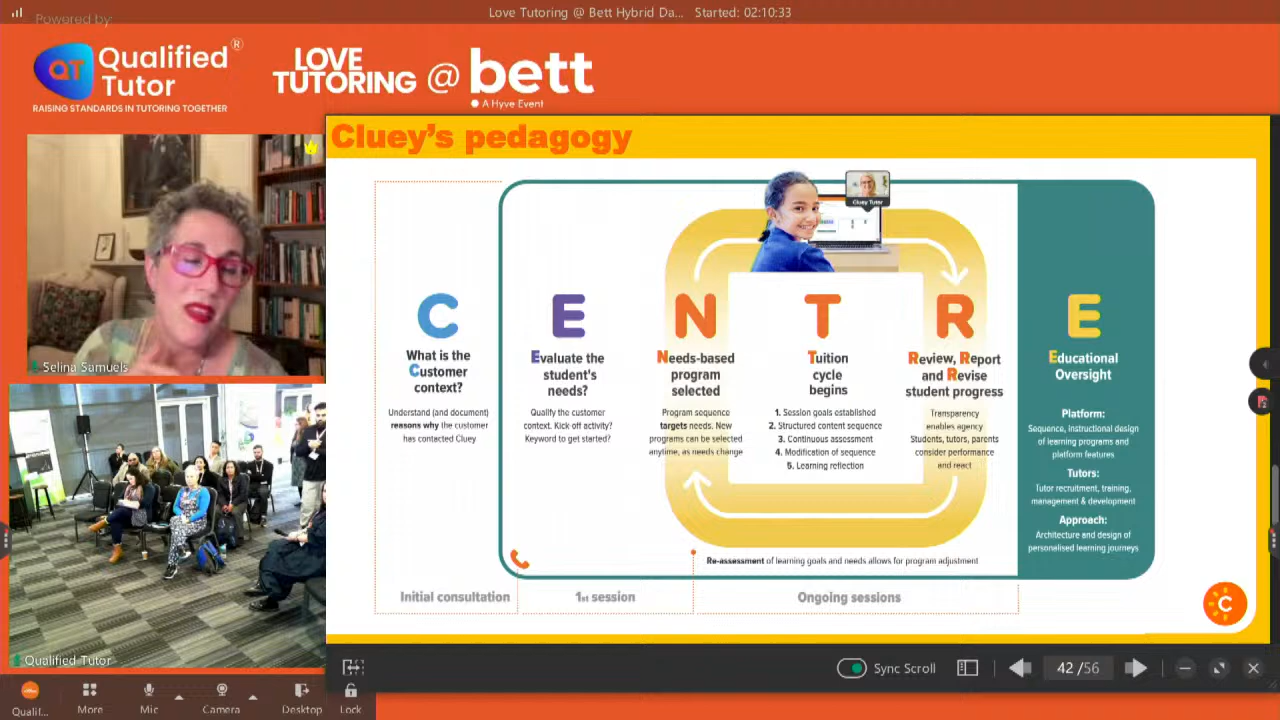 Love Tutoring @ Bett Hybrid Da... Started: 02:10:33
Powered by:
QT Qualified Tutor®
RAISING STANDARDS IN TUTORING TOGETHER
LOVE TUTORING @ bett
A Hyve Event
Cluey's pedagogy
Cluey Tutor
C
What is the
Customer
context?
Understand (and document)
reasons why the customer
has contacted Cluey
E
Evaluate the
student's
needs?
Qualify the customer
context. Kick off activity?
Keyword to get started?
N
Needs-based
program
selected
Program sequence
targets needs. New
programs can be selected
anytime, as needs change
T
Tuition
cycle
begins
1. Session goals established
2. Structured content sequence
3. Continuous assessment
4. Modification of sequence
5. Learning reflection
R
Review, Report
and Revise
student progress
Transparency
enables agency
Students, tutors, parents
consider performance
and react
E
Educational
Oversight
Platform:
Sequence, instructional design
of learning programs and
platform features
Tutors:
Tutor recruitment, training,
management & development
Approach:
Architecture and design of
personalised learning journeys
Re-assessment of learning goals and needs allows for program adjustment
Initial consultation
1st session
Ongoing sessions
C
Selina Samuels
Qualified Tutor
Sync Scroll
42 /56
Qualif...
More
Mic
Camera
Desktop
Lock